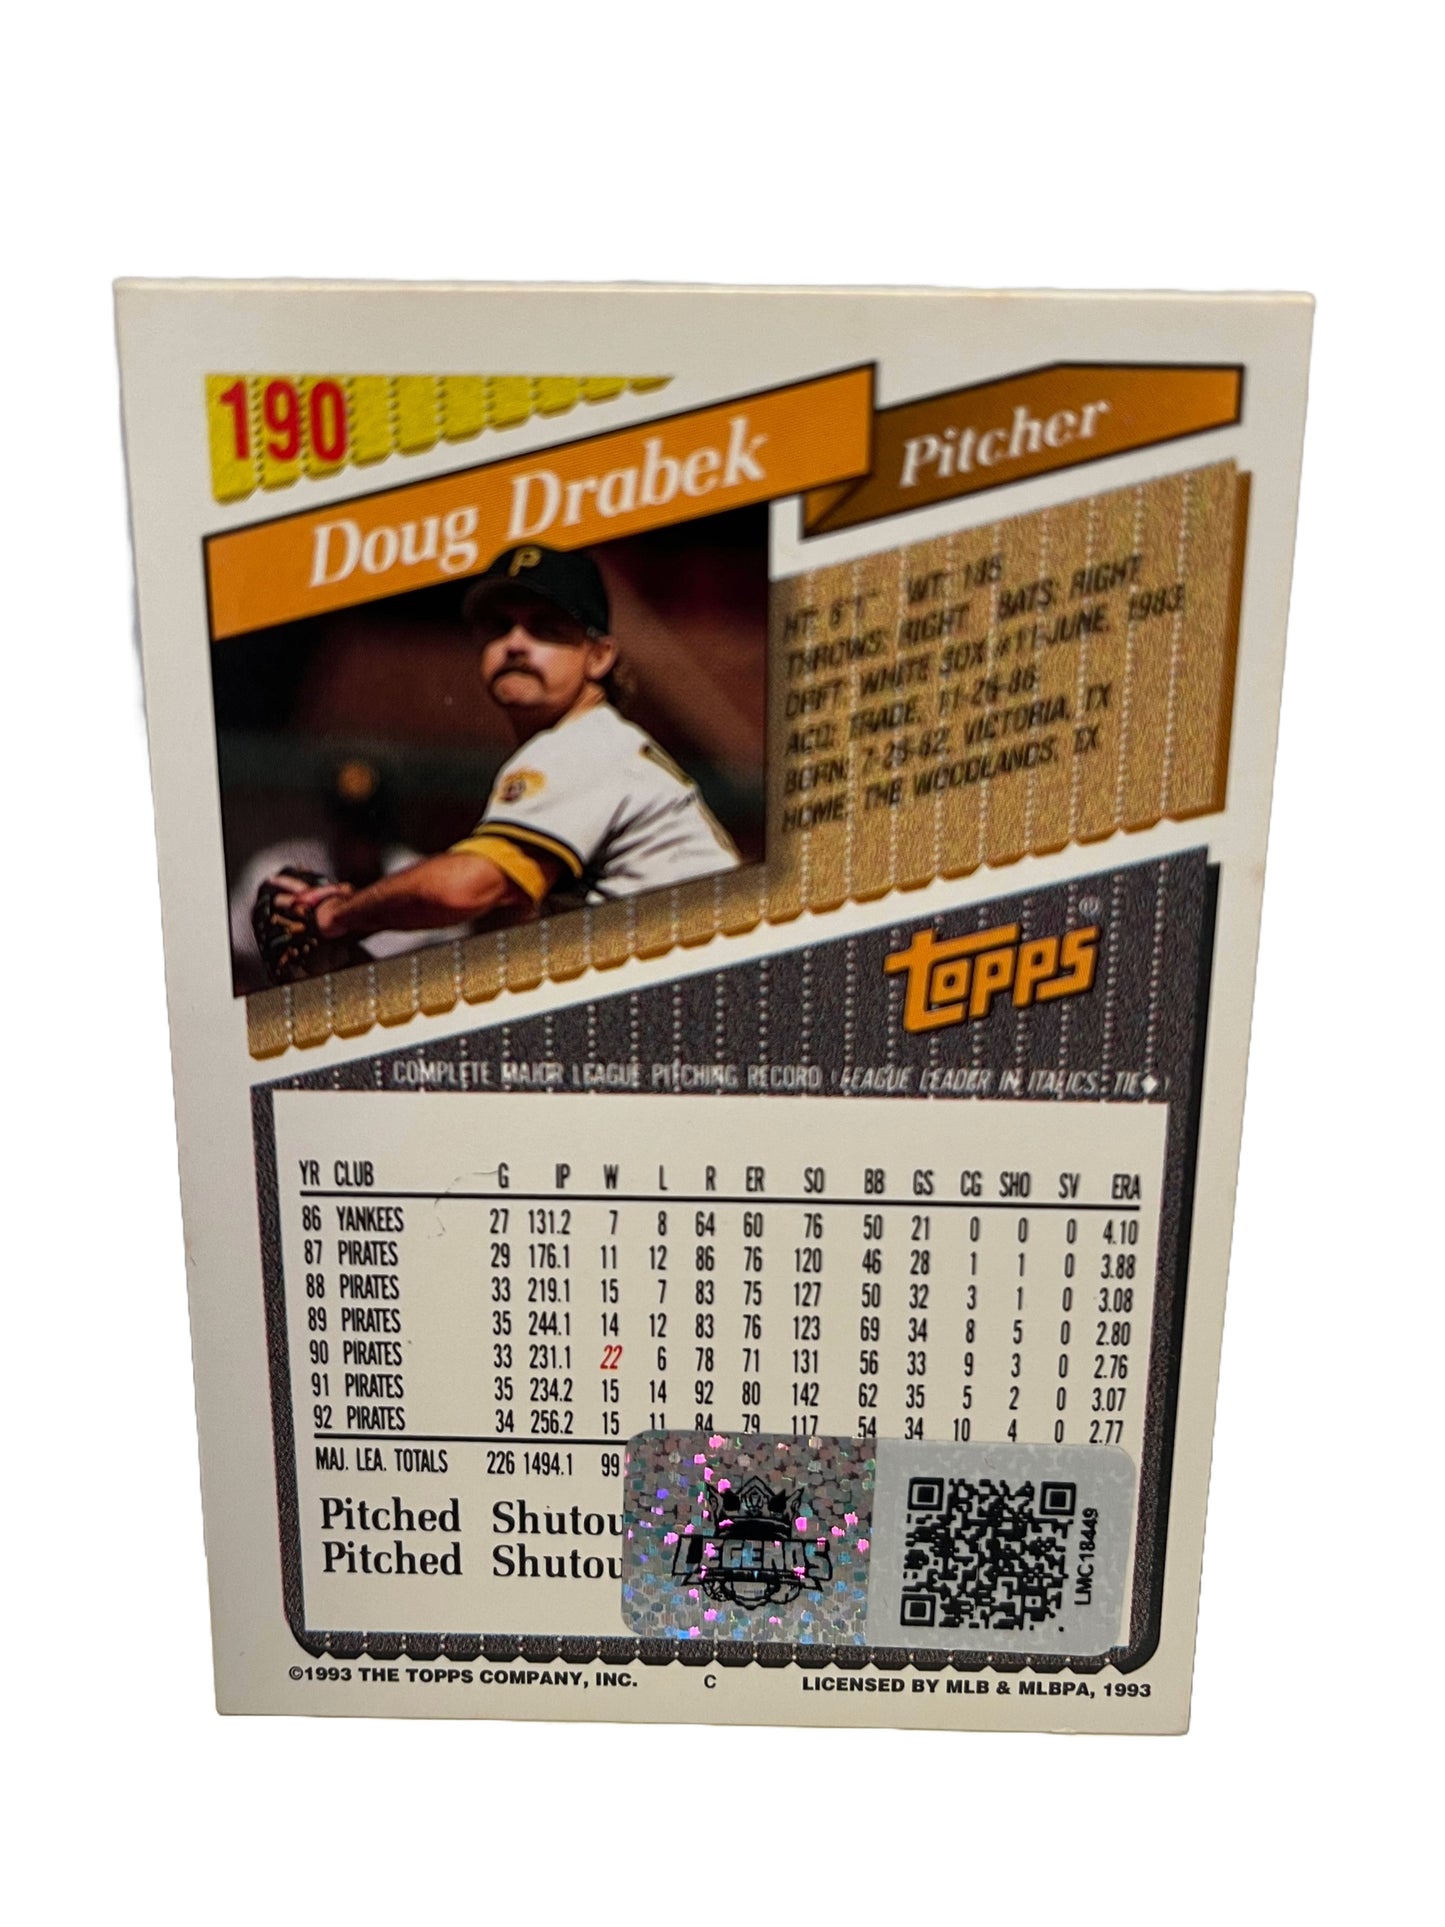 190
Doug Drabek
Pitcher
HT: 6'1" WT: 185
THROWS: RIGHT BATS: RIGHT
DRFT: WHITE SOX #11-JUNE, 1983
ACQ: TRADE, 11-26-86
BORN: 7-25-62, VICTORIA, TX
HOME: THE WOODLANDS, TX
TOPPS®
COMPLETE MAJOR LEAGUE PITCHING RECORD (LEAGUE LEADER IN ITALICS, TIE◆)
YR CLUB G IP W L R ER SO BB GS CG SHO SV ERA
86 YANKEES 27 131.2 7 8 64 60 76 50 21 0 0 0 4.10
87 PIRATES 29 176.1 11 12 86 76 120 46 28 1 1 0 3.88
88 PIRATES 33 219.1 15 7 83 75 127 50 32 3 1 0 3.08
89 PIRATES 35 244.1 14 12 83 76 123 69 34 8 5 0 2.80
90 PIRATES 33 231.1 22 6 78 71 131 56 33 9 3 0 2.76
91 PIRATES 35 234.2 15 14 92 80 142 62 35 5 2 0 3.07
92 PIRATES 34 256.2 15 11 84 79 117 54 34 10 4 0 2.77
MAJ. LEA. TOTALS 226 1494.1 99
Pitched Shutou
Pitched Shutou
LEGENDS
LMC18449
©1993 THE TOPPS COMPANY, INC. C LICENSED BY MLB & MLBPA, 1993